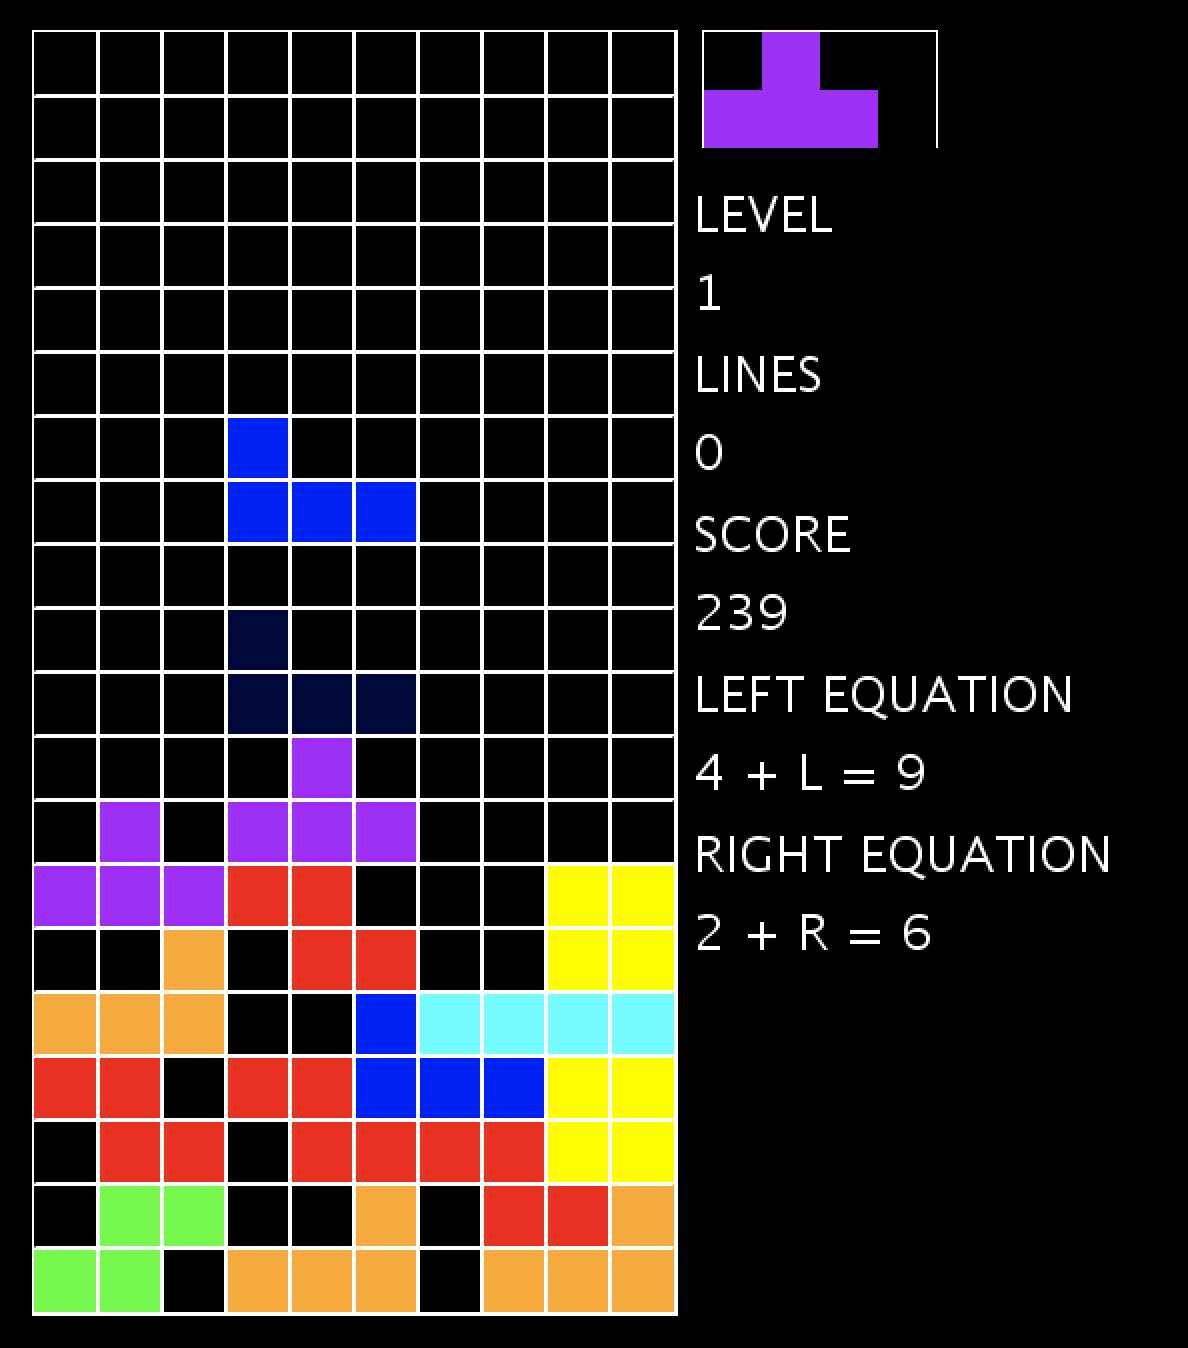 LEVEL
1
LINES
0
SCORE
239
LEFT EQUATION
4 + L = 9
RIGHT EQUATION
2 + R = 6